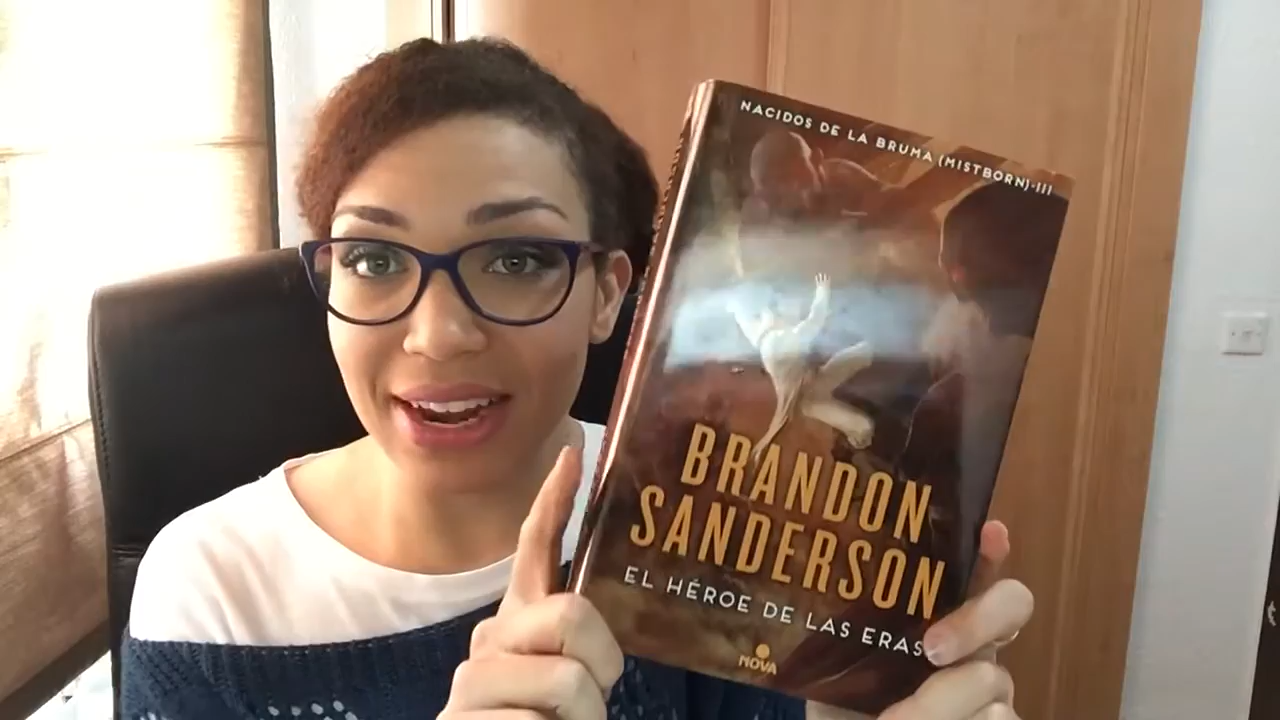 NACIDOS DE LA BRUMA (MISTBORN)-III
BRANDON
SANDERSON
EL HÉROE DE LAS ERAS
NOVA